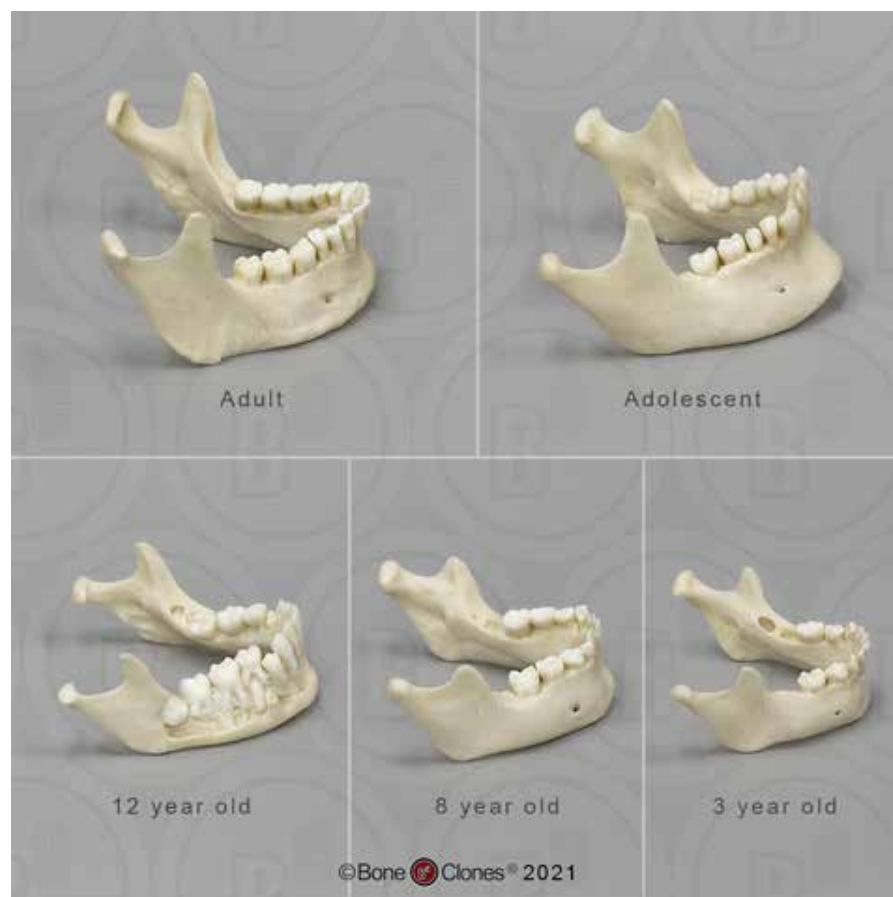 Adult
Adolescent
12 year old
8 year old
3 year old
©Bone Clones® 2021